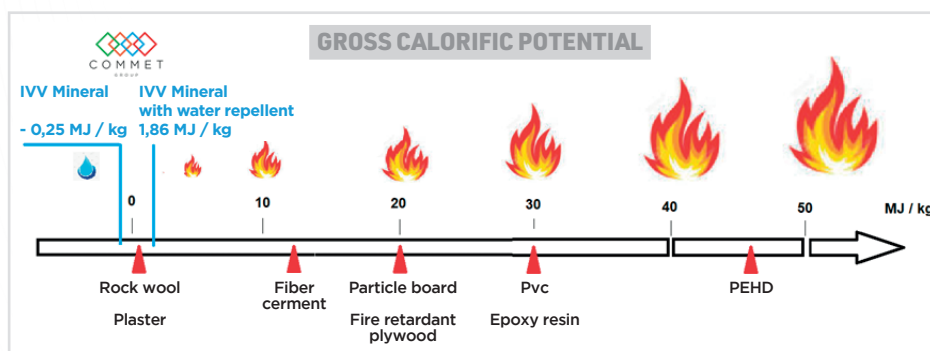 GROSS CALORIFIC POTENTIAL
COMMET
GROUP
IVV Mineral
- 0,25 MJ / kg
IVV Mineral
with water repellent
1,86 MJ / kg
0
10
20
30
40
50
MJ / kg
Rock wool
Plaster
Fiber
cerment
Particle board
Fire retardant
plywood
Pvc
Epoxy resin
PEHD